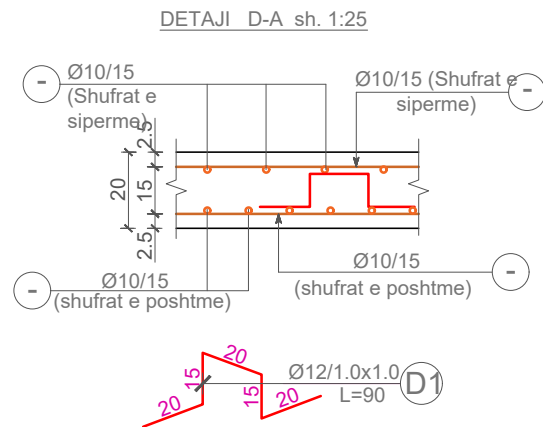 DETAJI D-A sh. 1:25
Ø10/15
(Shufrat e
siperme)
Ø10/15 (Shufrat e
siperme)
-
-
2.5
20
15
2.5
Ø10/15
(shufrat e poshtme)
Ø10/15
(shufrat e poshtme)
-
-
20
15
20
15
20
Ø12/1.0x1.0
L=90
D1